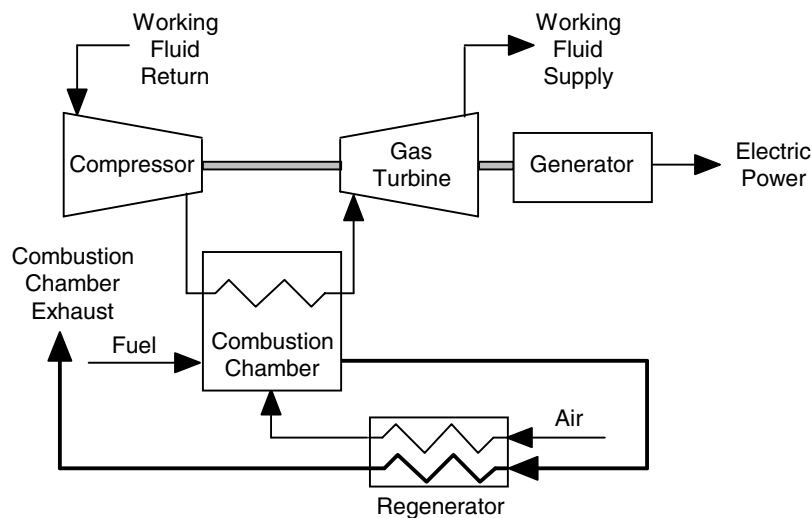 Working
Fluid
Return
Working
Fluid
Supply
Compressor
Gas
Turbine
Generator
Electric
Power
Combustion
Chamber
Exhaust
Fuel
Combustion
Chamber
Air
Regenerator